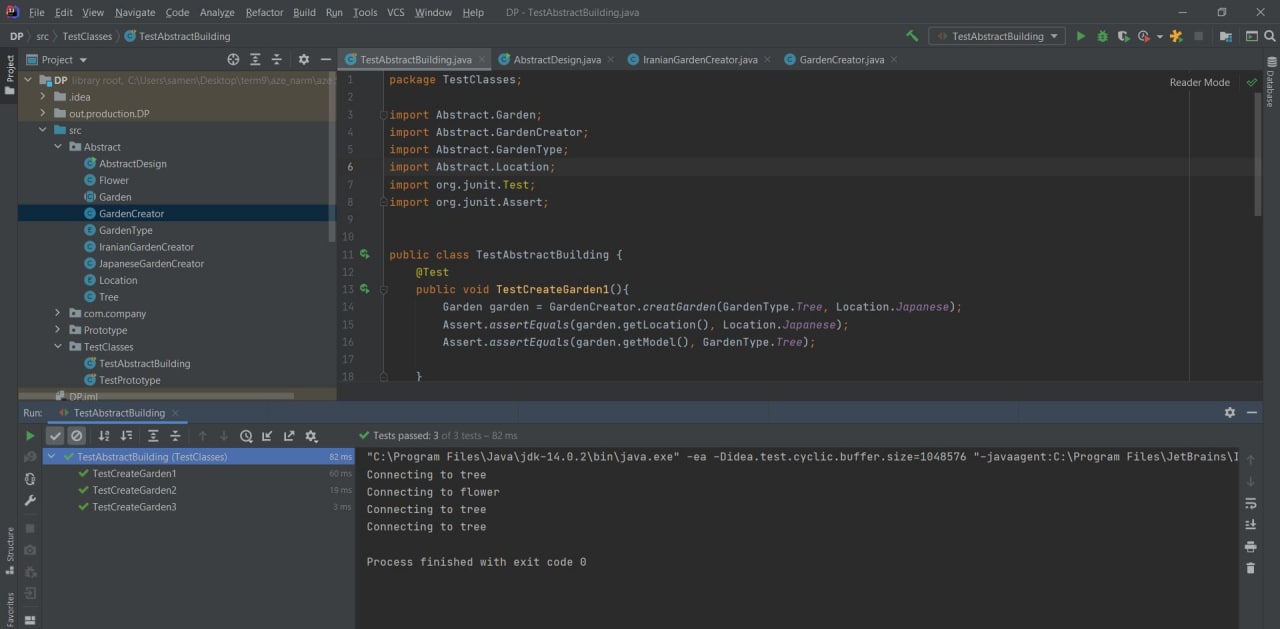 File Edit View Navigate Code Analyze Refactor Build Run Tools VCS Window Help DP - TestAbstractBuilding.java
DP src TestClasses TestAbstractBuilding TestAbstractBuilding
Project
Project
TestAbstractBuilding.java AbstractDesign.java IranianGardenCreator.java GardenCreator.java
Database
DP library root, C:\Users\samen\Desktop\term9\aze_narm\aze
.idea
out.production.DP
src
Abstract
AbstractDesign
Flower
Garden
GardenCreator
GardenType
IranianGardenCreator
JapaneseGardenCreator
Location
Tree
com.company
Prototype
TestClasses
TestAbstractBuilding
TestPrototype
DP.iml
Reader Mode
1 package TestClasses;
2
3 import Abstract.Garden;
4 import Abstract.GardenCreator;
5 import Abstract.GardenType;
6 import Abstract.Location;
7 import org.junit.Test;
8 import org.junit.Assert;
9
10
11 public class TestAbstractBuilding {
12 @Test
13 public void TestCreateGarden1(){
14 Garden garden = GardenCreator.creatGarden(GardenType.Tree, Location.Japanese);
15 Assert.assertEquals(garden.getLocation(), Location.Japanese);
16 Assert.assertEquals(garden.getModel(), GardenType.Tree);
17
18 }
Run: TestAbstractBuilding
Tests passed: 3 of 3 tests – 82 ms
TestAbstractBuilding (TestClasses) 82 ms
TestCreateGarden1 60 ms
TestCreateGarden2 19 ms
TestCreateGarden3 3 ms
"C:\Program Files\Java\jdk-14.0.2\bin\java.exe" -ea -Didea.test.cyclic.buffer.size=1048576 "-javaagent:C:\Program Files\JetBrains\I
Connecting to tree
Connecting to flower
Connecting to tree
Connecting to tree
Process finished with exit code 0
Structure
Favorites